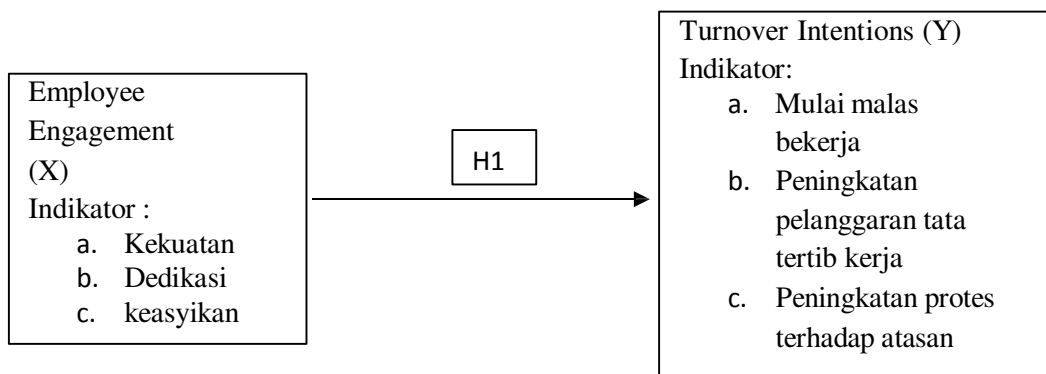 Employee
Engagement
(X)
Indikator :
a. Kekuatan
b. Dedikasi
c. keasyikan
H1
Turnover Intentions (Y)
Indikator:
a. Mulai malas
bekerja
b. Peningkatan
pelanggaran tata
tertib kerja
c. Peningkatan protes
terhadap atasan